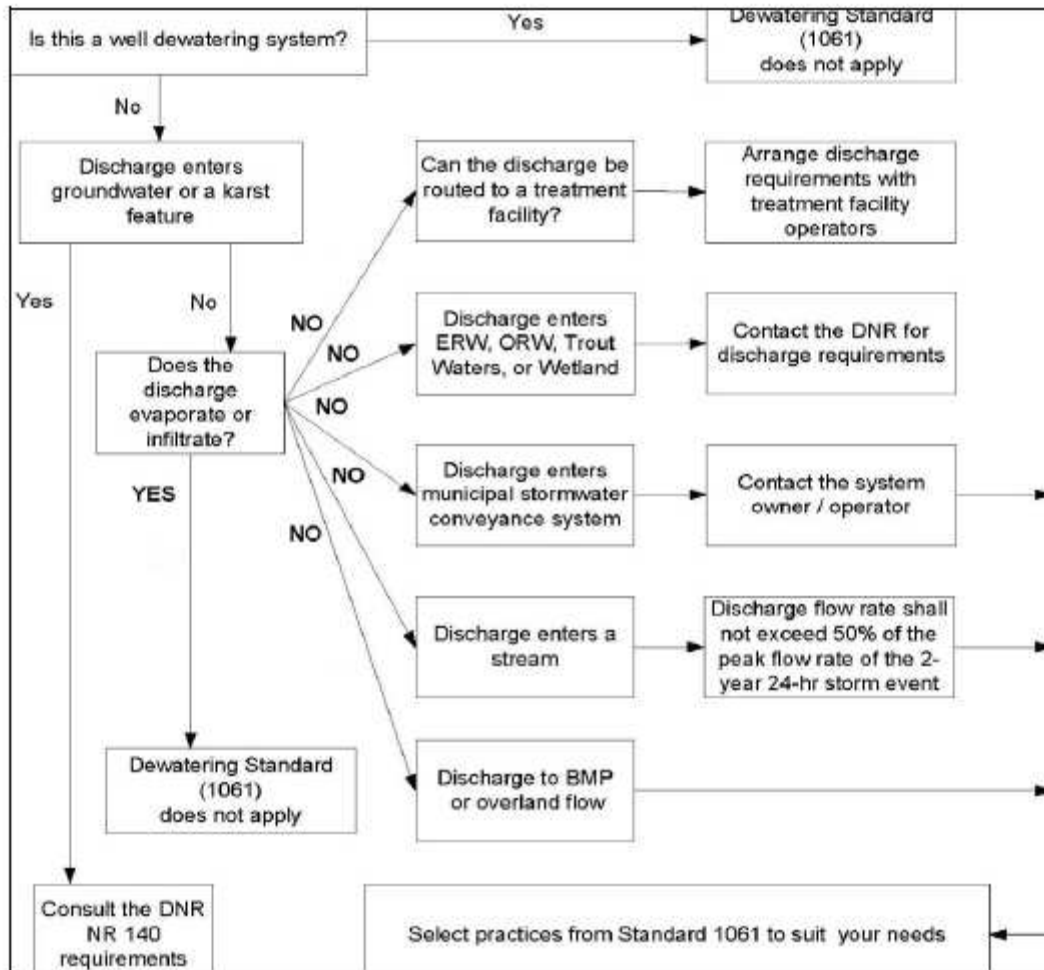 Is this a well dewatering system?
Yes
Dewatering Standard
(1061)
does not apply
No
Discharge enters
groundwater or a karst
feature
Can the discharge be
routed to a treatment
facility?
Arrange discharge
requirements with
treatment facility
operators
Yes
No
NO
NO
NO
NO
NO
Does the
discharge
evaporate or
infiltrate?
Discharge enters
ERW, ORW, Trout
Waters, or Wetland
Contact the DNR for
discharge requirements
YES
Discharge enters
municipal stormwater
conveyance system
Contact the system
owner / operator
Discharge enters a
stream
Discharge flow rate shall
not exceed 50% of the
peak flow rate of the 2-
year 24-hr storm event
Dewatering Standard
(1061)
does not apply
Discharge to BMP
or overland flow
Consult the DNR
NR 140
requirements
Select practices from Standard 1061 to suit your needs